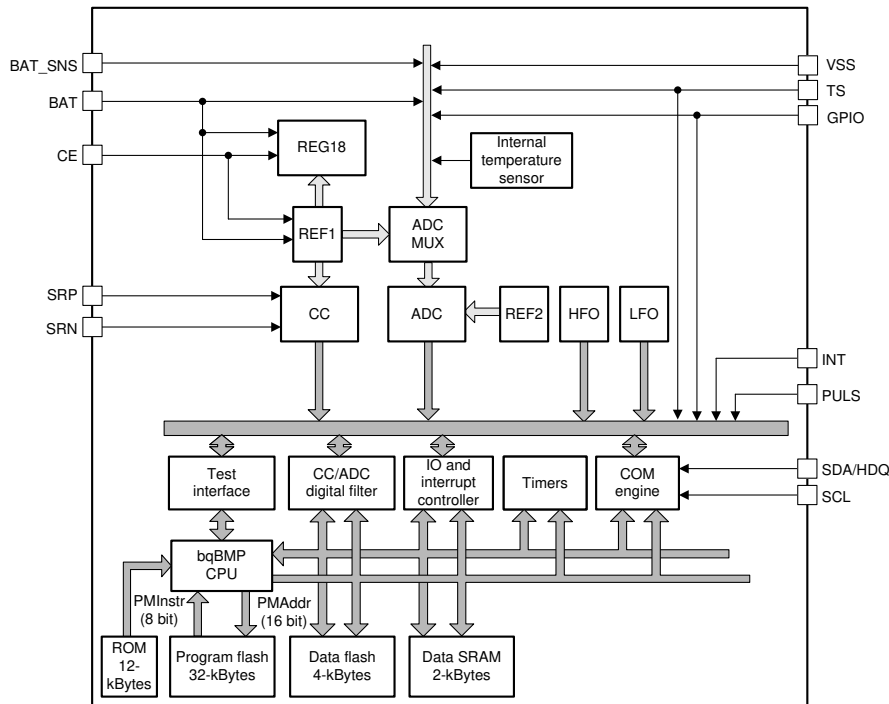 BAT_SNS
VSS
TS
BAT
GPIO
REG18
Internal
temperature
sensor
CE
REF1
ADC
MUX
SRP
CC
ADC
REF2
HFO
LFO
SRN
INT
PULS
Test
interface
CC/ADC
digital filter
IO and
interrupt
controller
Timers
COM
engine
SDA/HDQ
SCL
bqBMP
CPU
PMInstr
(8 bit)
PMAddr
(16 bit)
ROM
12-
kBytes
Program flash
32-kBytes
Data flash
4-kBytes
Data SRAM
2-kBytes